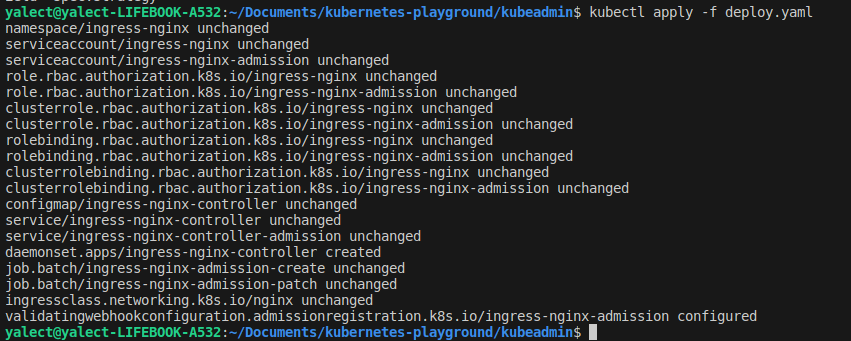 yalect@yalect-LIFEBOOK-A532:~/Documents/kubernetes-playground/kubeadmin$ kubectl apply -f deploy.yaml
namespace/ingress-nginx unchanged
serviceaccount/ingress-nginx unchanged
serviceaccount/ingress-nginx-admission unchanged
role.rbac.authorization.k8s.io/ingress-nginx unchanged
role.rbac.authorization.k8s.io/ingress-nginx-admission unchanged
clusterrole.rbac.authorization.k8s.io/ingress-nginx unchanged
clusterrole.rbac.authorization.k8s.io/ingress-nginx-admission unchanged
rolebinding.rbac.authorization.k8s.io/ingress-nginx unchanged
rolebinding.rbac.authorization.k8s.io/ingress-nginx-admission unchanged
clusterrolebinding.rbac.authorization.k8s.io/ingress-nginx unchanged
clusterrolebinding.rbac.authorization.k8s.io/ingress-nginx-admission unchanged
configmap/ingress-nginx-controller unchanged
service/ingress-nginx-controller unchanged
service/ingress-nginx-controller-admission unchanged
daemonset.apps/ingress-nginx-controller created
job.batch/ingress-nginx-admission-create unchanged
job.batch/ingress-nginx-admission-patch unchanged
ingressclass.networking.k8s.io/nginx unchanged
validatingwebhookconfiguration.admissionregistration.k8s.io/ingress-nginx-admission configured
yalect@yalect-LIFEBOOK-A532:~/Documents/kubernetes-playground/kubeadmin$